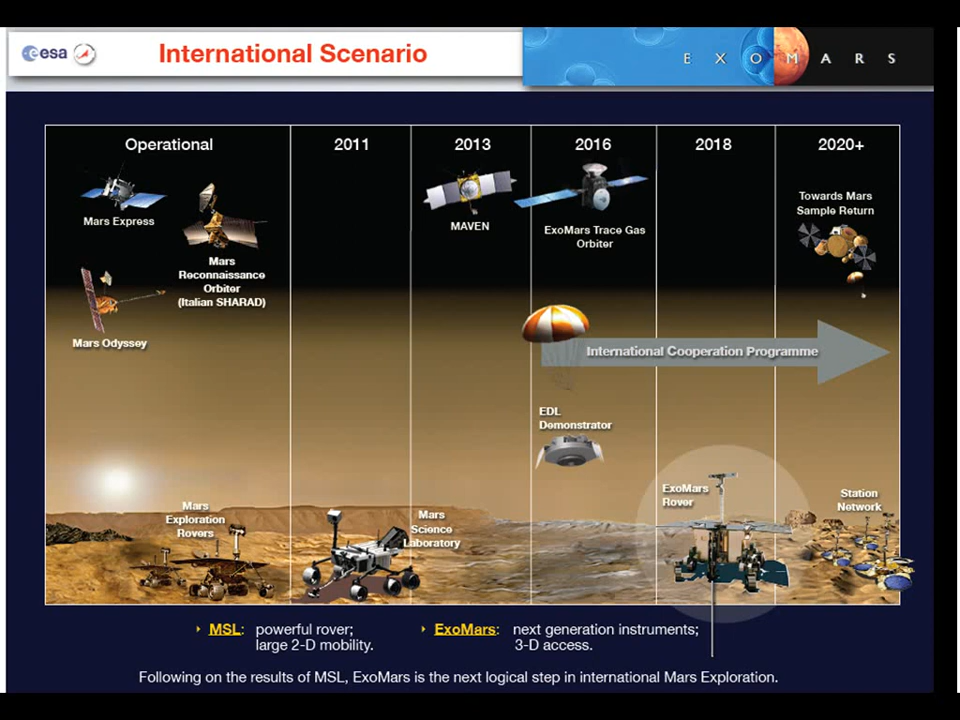 esa
International Scenario
E X O M A R S
Operational
2011
2013
2016
2018
2020+
Mars Express
Mars
Reconnaissance
Orbiter
(Italian SHARAD)
Mars Odyssey
MAVEN
ExoMars Trace Gas
Orbiter
Towards Mars
Sample Return
International Cooperation Programme
EDL
Demonstrator
Mars
Exploration
Rovers
Mars
Science
Laboratory
ExoMars
Rover
Station
Network
MSL: powerful rover;
large 2-D mobility.
ExoMars: next generation instruments;
3-D access.
Following on the results of MSL, ExoMars is the next logical step in international Mars Exploration.